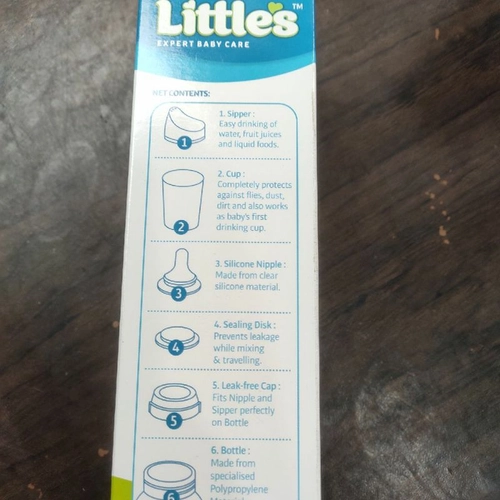 Little's™
EXPERT BABY CARE
NET CONTENTS:
1. Sipper :
Easy drinking of
water, fruit juices
and liquid foods.
1
2. Cup :
Completely protects
against flies, dust,
dirt and also works
as baby's first
drinking cup.
2
3. Silicone Nipple :
Made from clear
silicone material.
3
4. Sealing Disk :
Prevents leakage
while mixing
& travelling.
4
5. Leak-free Cap :
Fits Nipple and
Sipper perfectly
on Bottle
5
6. Bottle :
Made from
specialised
Polypropylene
6